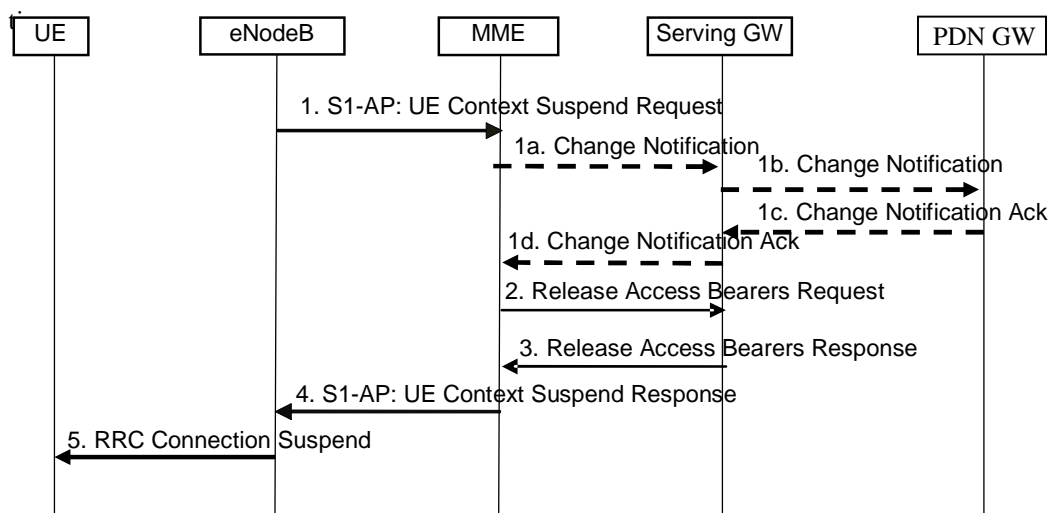 UE
eNodeB
MME
Serving GW
PDN GW
1. S1-AP: UE Context Suspend Request
1a. Change Notification
1b. Change Notification
1c. Change Notification Ack
1d. Change Notification Ack
2. Release Access Bearers Request
3. Release Access Bearers Response
4. S1-AP: UE Context Suspend Response
5. RRC Connection Suspend